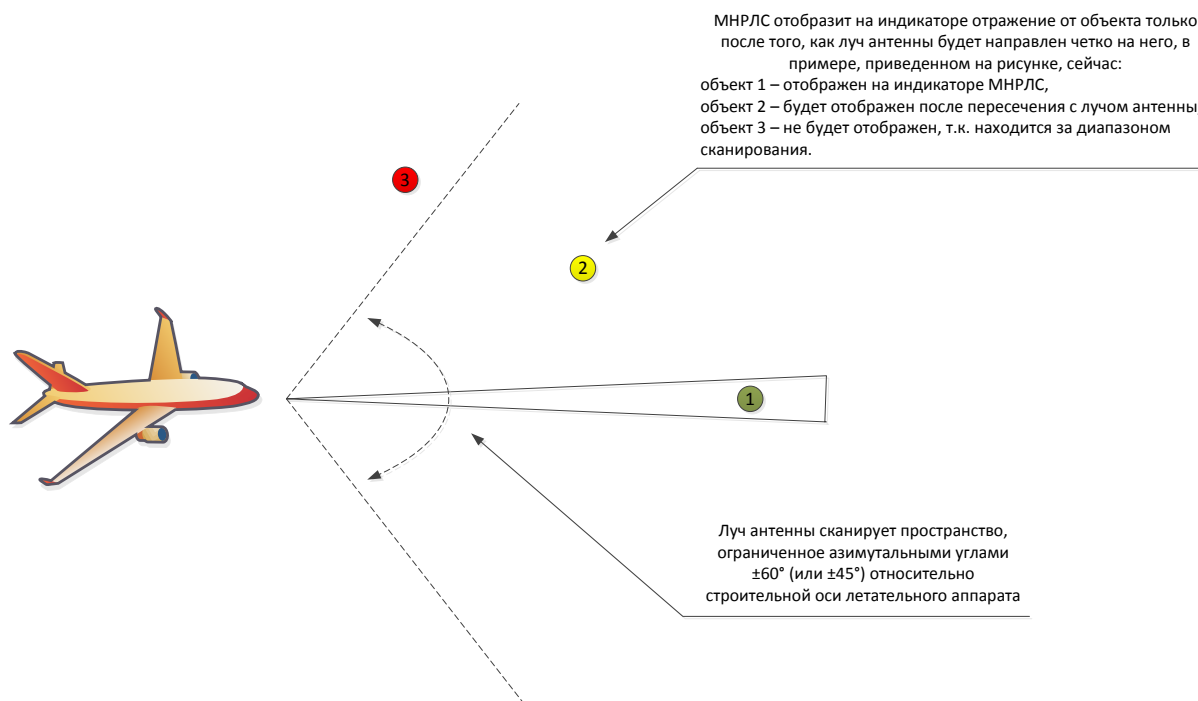 МНРЛС отобразит на индикаторе отражение от объекта только
после того, как луч антенны будет направлен четко на него, в
примере, приведенном на рисунке, сейчас:
объект 1 – отображен на индикаторе МНРЛС,
объект 2 – будет отображен после пересечения с лучом антенны,
объект 3 – не будет отображен, т.к. находится за диапазоном
сканирования.
3
2
1
Луч антенны сканирует пространство,
ограниченное азимутальными углами
±60° (или ±45°) относительно
строительной оси летательного аппарата